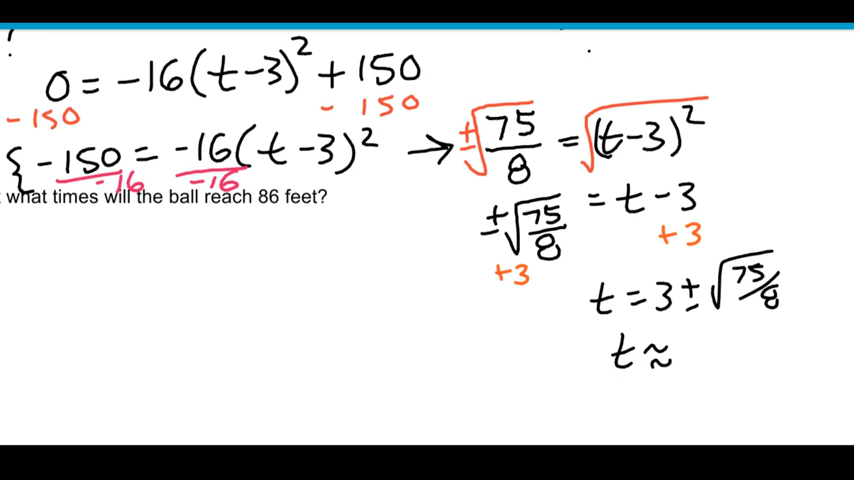 ?
0 = -16(t-3)² + 150
-150 - 150
{ -150 = -16(t-3)² →
-16 -16
what times will the ball reach 86 feet?
±√75/8 = √(t-3)²
±√75/8 = t-3
+3 +3
t = 3 ± √75/8
t ≈